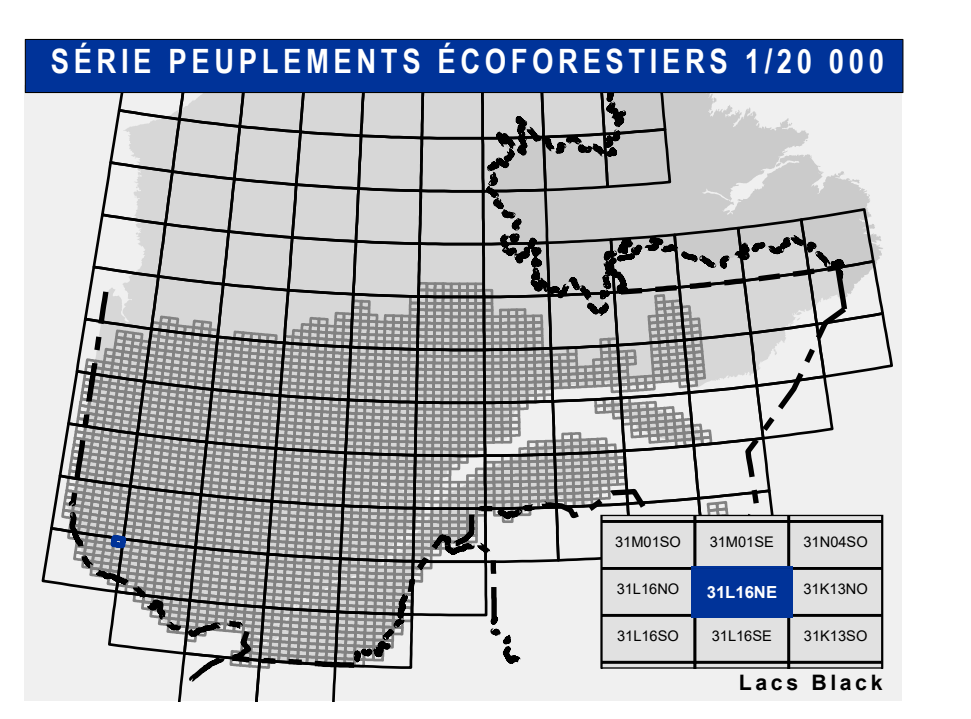 SÉRIE PEUPLEMENTS ÉCOFORESTIERS 1/20 000
31M01SO 31M01SE 31N04SO
31L16NO 31L16NE 31K13NO
31L16SO 31L16SE 31K13SO
Lacs Black